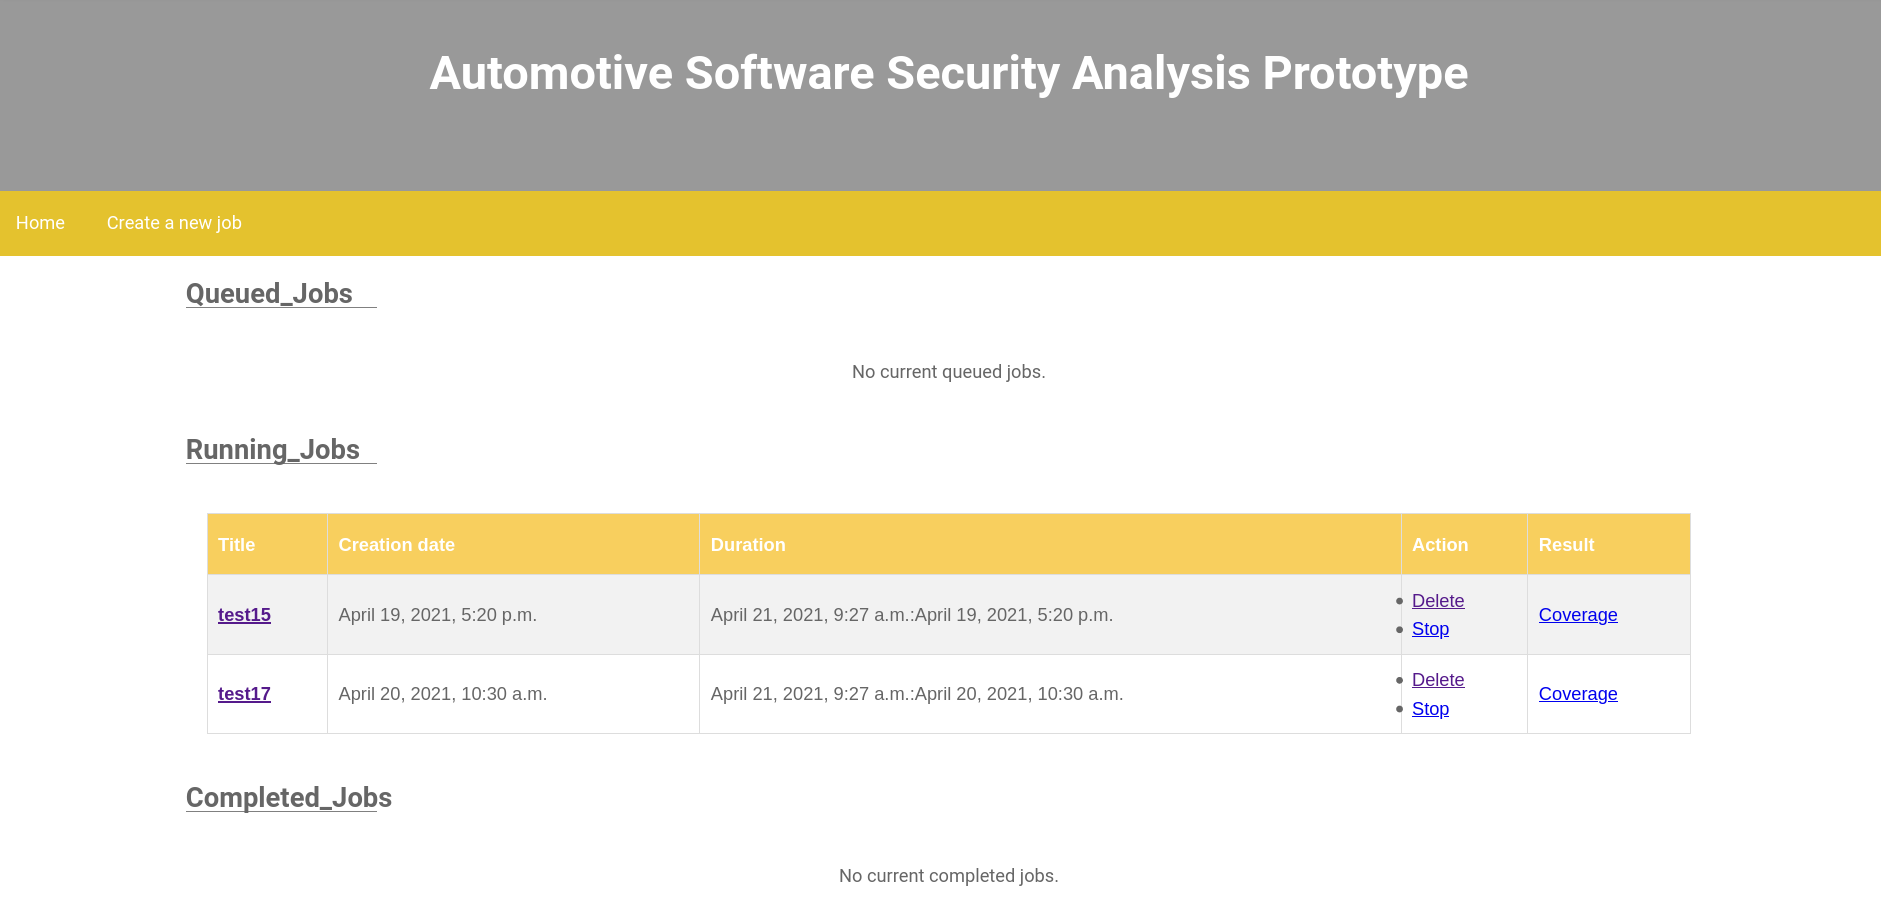 Automotive Software Security Analysis Prototype
Home Create a new job
Queued_Jobs
No current queued jobs.
Running_Jobs
Title Creation date Duration Action Result
test15 April 19, 2021, 5:20 p.m. April 21, 2021, 9:27 a.m.:April 19, 2021, 5:20 p.m. • Delete Coverage
• Stop
test17 April 20, 2021, 10:30 a.m. April 21, 2021, 9:27 a.m.:April 20, 2021, 10:30 a.m. • Delete Coverage
• Stop
Completed_Jobs
No current completed jobs.